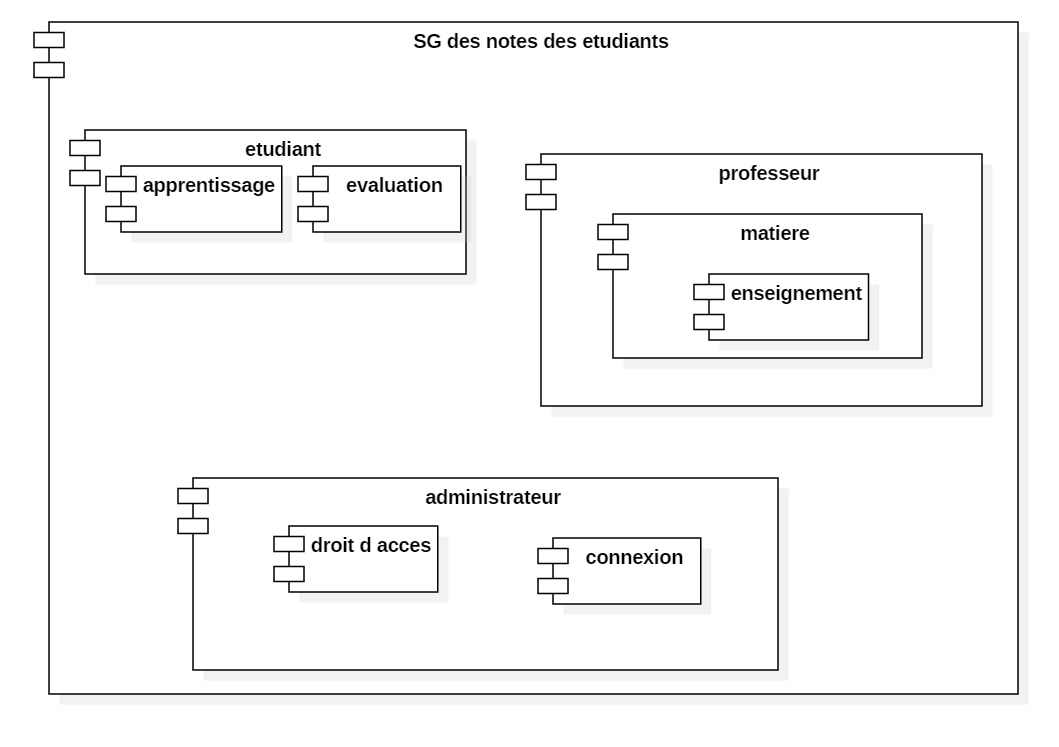 SG des notes des etudiants
etudiant
apprentissage
evaluation
professeur
matiere
enseignement
administrateur
droit d acces
connexion